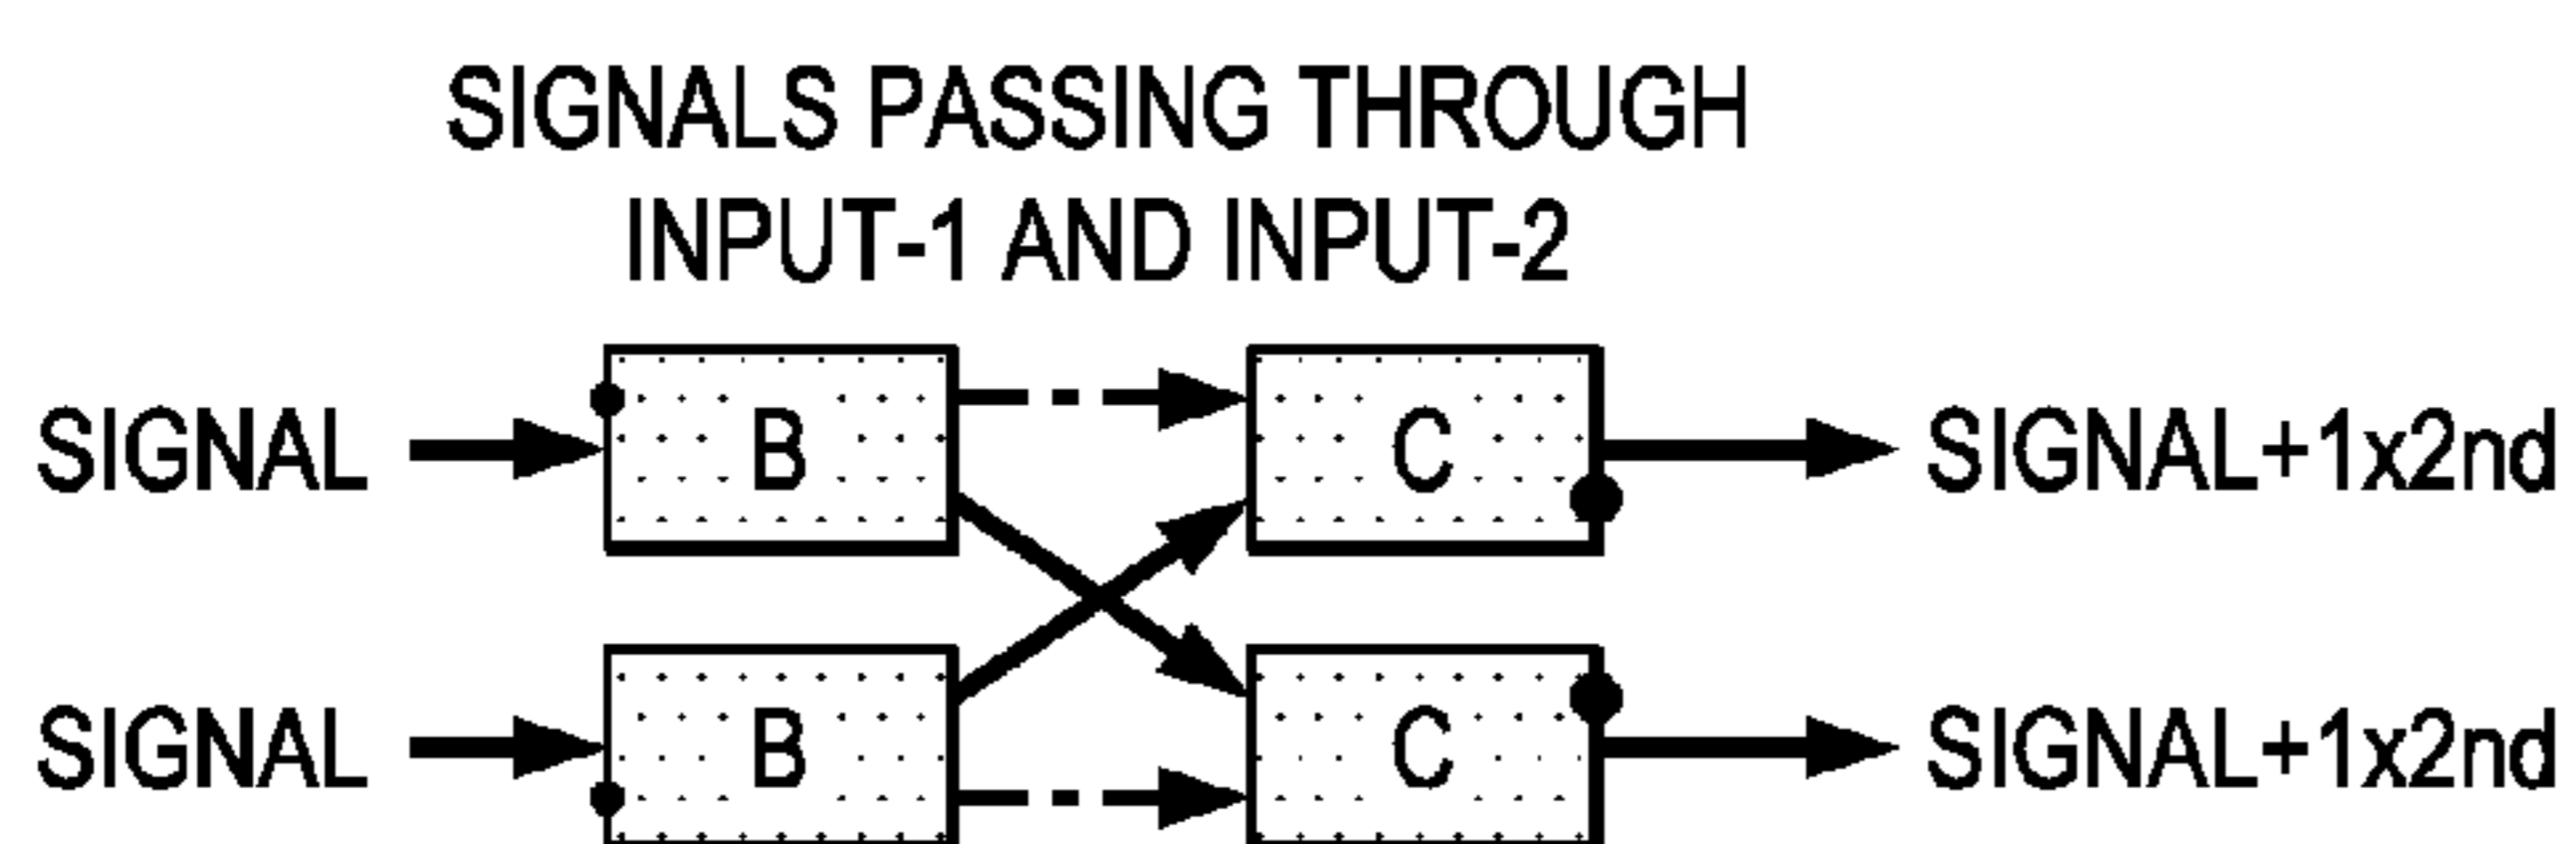 SIGNALS PASSING THROUGH
INPUT-1 AND INPUT-2
SIGNAL B C SIGNAL+1x2nd
SIGNAL B C SIGNAL+1x2nd